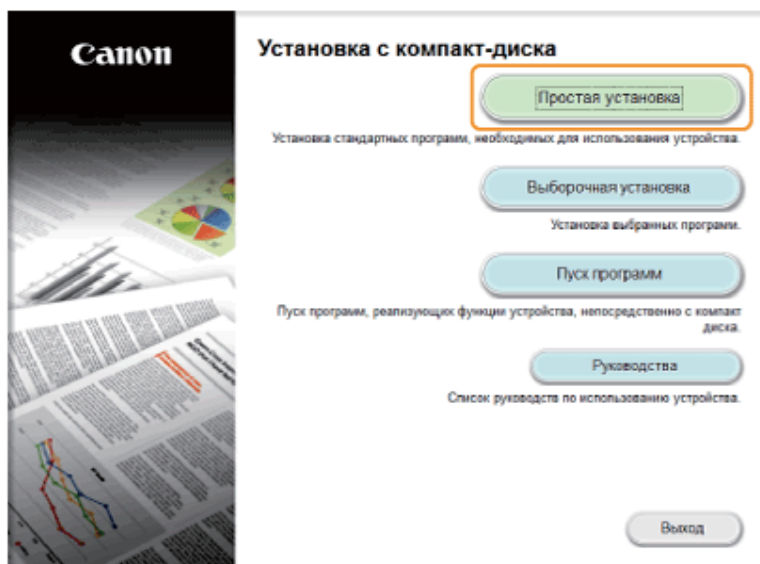 Canon
Установка с компакт-диска
Простая установка
Установка стандартных программ, необходимых для использования устройства.
Выборочная установка
Установка выбранных программ.
Пуск программ
Пуск программ, реализующих функции устройства, непосредственно с компакт
диска.
Руководства
Список руководств по использованию устройства.
Выход